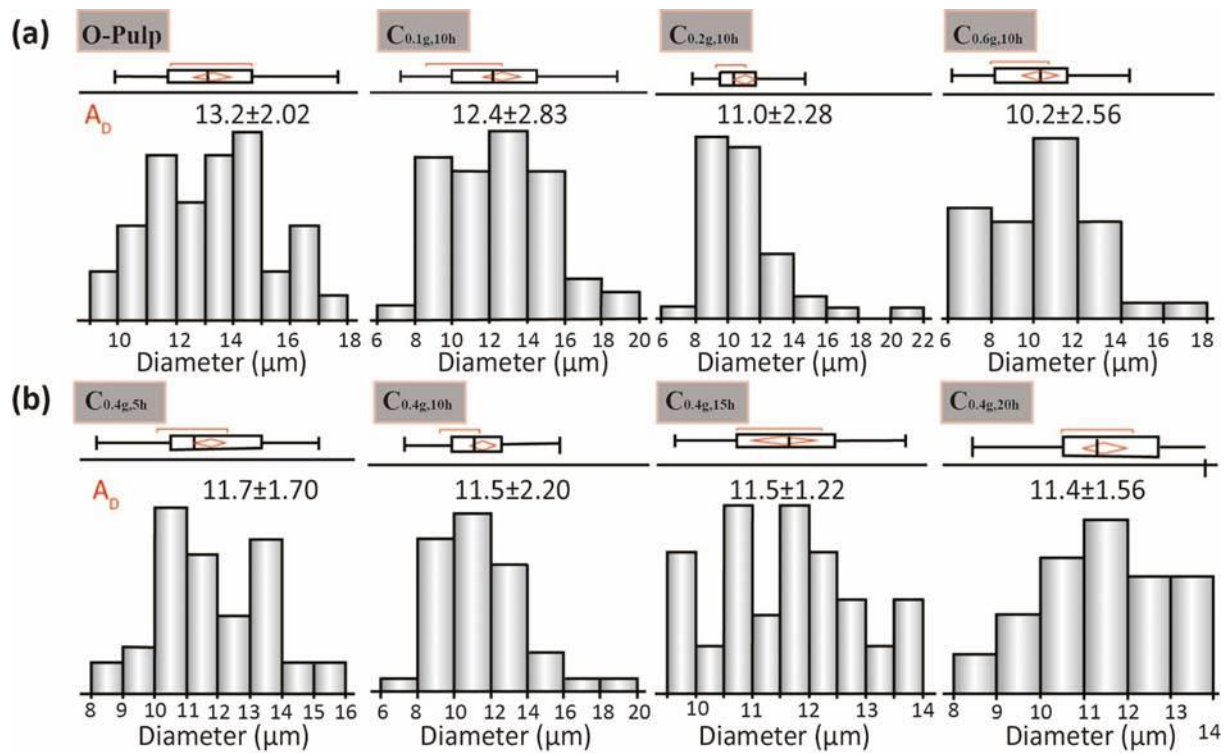 (a)
O-Pulp
C0.1g,10h
C0.2g,10h
C0.6g,10h
AD
13.2±2.02
12.4±2.83
11.0±2.28
10.2±2.56
10 12 14 16 18
6 8 10 12 14 16 18 20
6 8 10 12 14 16 18 20 22
6 8 10 12 14 16 18
Diameter (μm)
Diameter (μm)
Diameter (μm)
Diameter (μm)
(b)
C0.4g,5h
C0.4g,10h
C0.4g,15h
C0.4g,20h
AD
11.7±1.70
11.5±2.20
11.5±1.22
11.4±1.56
8 9 10 11 12 13 14 15 16
6 8 10 12 14 16 18 20
10 11 12 13 14
8 9 10 11 12 13 14
Diameter (μm)
Diameter (μm)
Diameter (μm)
Diameter (μm)